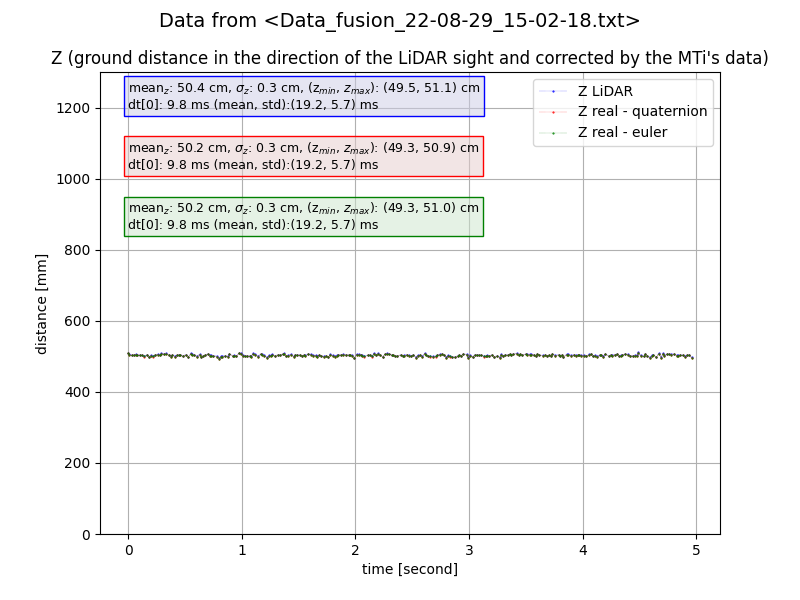 Data from <Data_fusion_22-08-29_15-02-18.txt>
Z (ground distance in the direction of the LiDAR sight and corrected by the MTi's data)
mean_z: 50.4 cm, σ_z: 0.3 cm, (z_min, z_max): (49.5, 51.1) cm
dt[0]: 9.8 ms (mean, std):(19.2, 5.7) ms
mean_z: 50.2 cm, σ_z: 0.3 cm, (z_min, z_max): (49.3, 50.9) cm
dt[0]: 9.8 ms (mean, std):(19.2, 5.7) ms
mean_z: 50.2 cm, σ_z: 0.3 cm, (z_min, z_max): (49.3, 51.0) cm
dt[0]: 9.8 ms (mean, std):(19.2, 5.7) ms
Z LiDAR
Z real - quaternion
Z real - euler
distance [mm]
1200
1000
800
600
400
200
0
0 1 2 3 4 5
time [second]